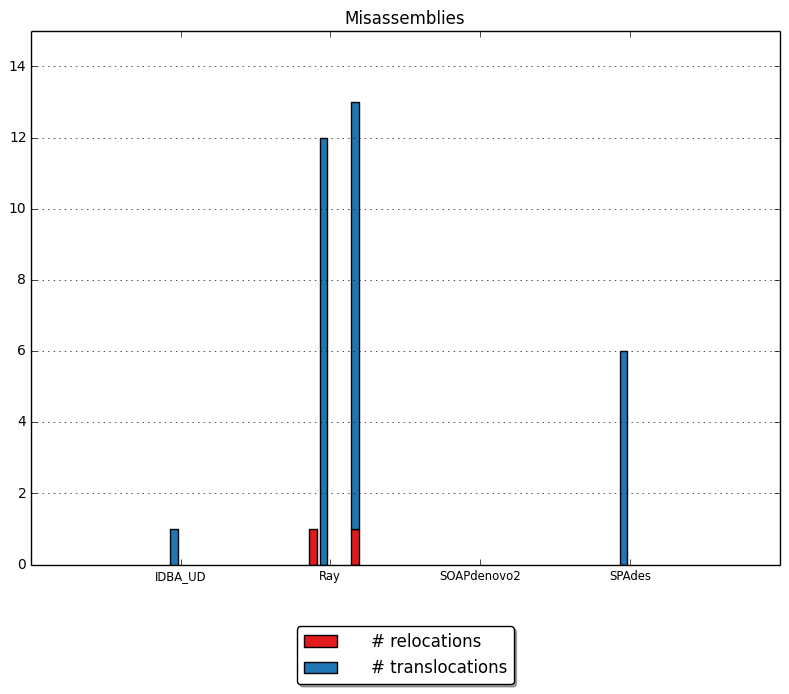 Misassemblies
14
12
10
8
6
4
2
0
IDBA_UD Ray SOAPdenovo2 SPAdes
# relocations
# translocations